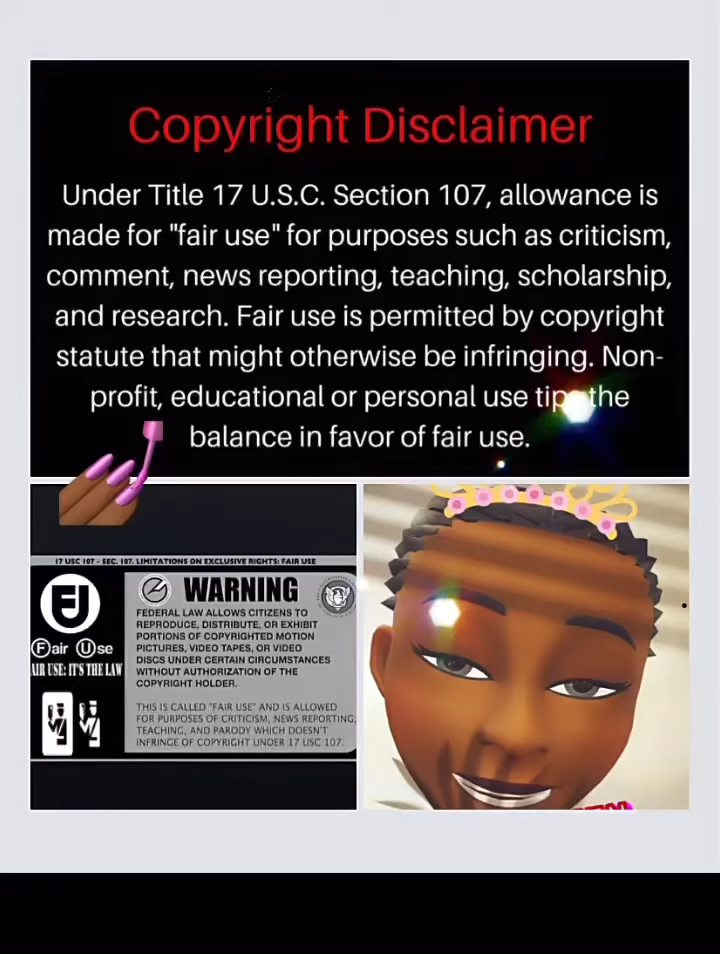 Copyright Disclaimer
Under Title 17 U.S.C. Section 107, allowance is
made for "fair use" for purposes such as criticism,
comment, news reporting, teaching, scholarship,
and research. Fair use is permitted by copyright
statute that might otherwise be infringing. Non-
profit, educational or personal use tips the
balance in favor of fair use.
17 USC 107 - SEC. 107. LIMITATIONS ON EXCLUSIVE RIGHTS: FAIR USE
FU
Fair Use
AIR USE: IT'S THE LAW
WARNING
FEDERAL LAW ALLOWS CITIZENS TO
REPRODUCE, DISTRIBUTE, OR EXHIBIT
PORTIONS OF COPYRIGHTED MOTION
PICTURES, VIDEO TAPES, OR VIDEO
DISCS UNDER CERTAIN CIRCUMSTANCES
WITHOUT AUTHORIZATION OF THE
COPYRIGHT HOLDER.
THIS IS CALLED "FAIR USE" AND IS ALLOWED
FOR PURPOSES OF CRITICISM, NEWS REPORTING,
TEACHING, AND PARODY WHICH DOESN'T
INFRINGE OF COPYRIGHT UNDER 17 USC 107.